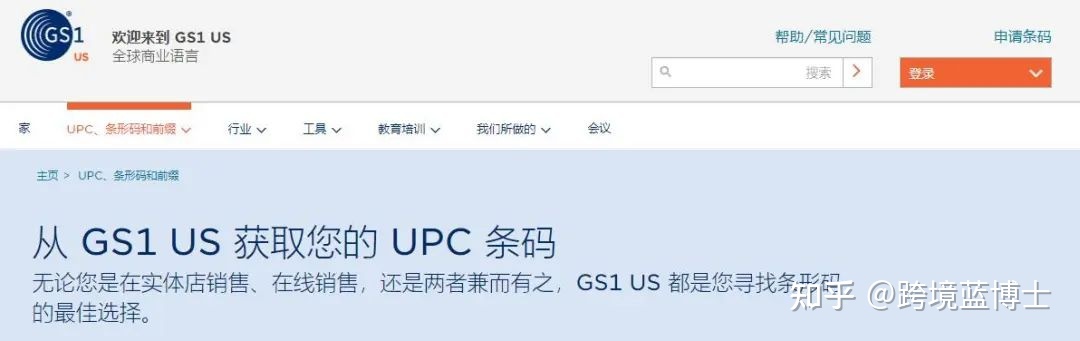 GS1 US
欢迎来到 GS1 US
全球商业语言
帮助/常见问题
申请条码
搜索
登录
家
UPC、条形码和前缀
行业
工具
教育培训
我们所做的
会议
主页 > UPC、条形码和前缀
从 GS1 US 获取您的 UPC 条码
无论您是在实体店销售、在线销售，还是两者兼而有之，GS1 US 都是您寻找条形码
的最佳选择。
知乎 @跨境蓝博士